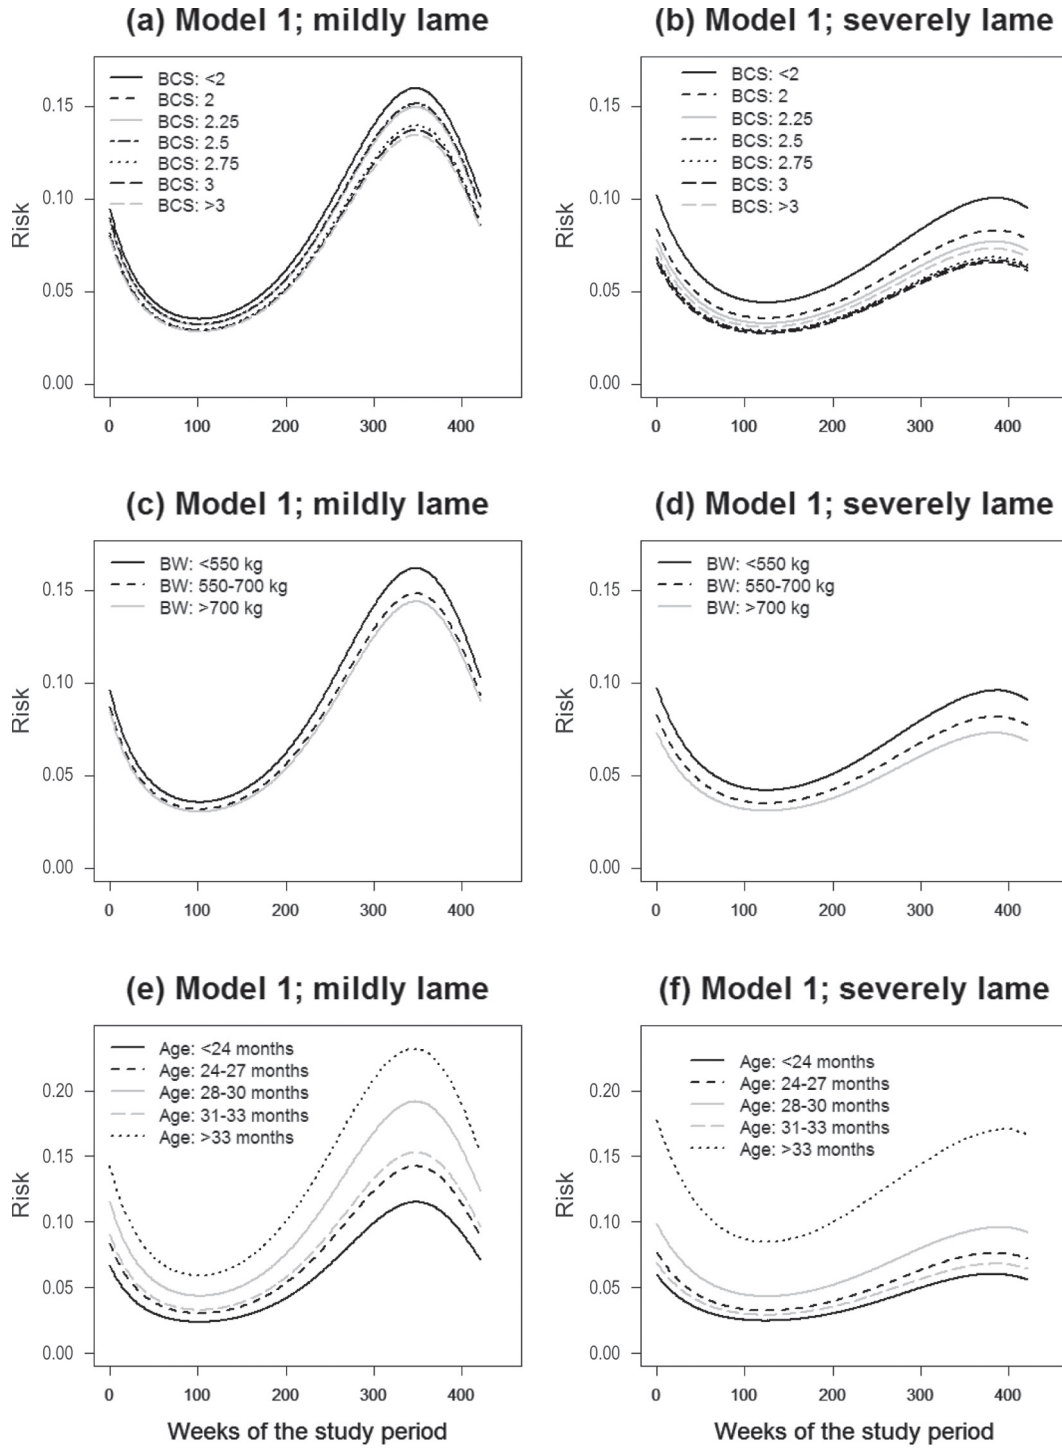 (a) Model 1; mildly lame
BCS: <2
BCS: 2
BCS: 2.25
BCS: 2.5
BCS: 2.75
BCS: 3
BCS: >3
Risk
0.15
0.10
0.05
0.00
0 100 200 300 400
(b) Model 1; severely lame
BCS: <2
BCS: 2
BCS: 2.25
BCS: 2.5
BCS: 2.75
BCS: 3
BCS: >3
Risk
0.15
0.10
0.05
0.00
0 100 200 300 400
(c) Model 1; mildly lame
BW: <550 kg
BW: 550-700 kg
BW: >700 kg
Risk
0.15
0.10
0.05
0.00
0 100 200 300 400
(d) Model 1; severely lame
BW: <550 kg
BW: 550-700 kg
BW: >700 kg
Risk
0.15
0.10
0.05
0.00
0 100 200 300 400
(e) Model 1; mildly lame
Age: <24 months
Age: 24-27 months
Age: 28-30 months
Age: 31-33 months
Age: >33 months
Risk
0.20
0.15
0.10
0.05
0.00
0 100 200 300 400
Weeks of the study period
(f) Model 1; severely lame
Age: <24 months
Age: 24-27 months
Age: 28-30 months
Age: 31-33 months
Age: >33 months
Risk
0.20
0.15
0.10
0.05
0.00
0 100 200 300 400
Weeks of the study period